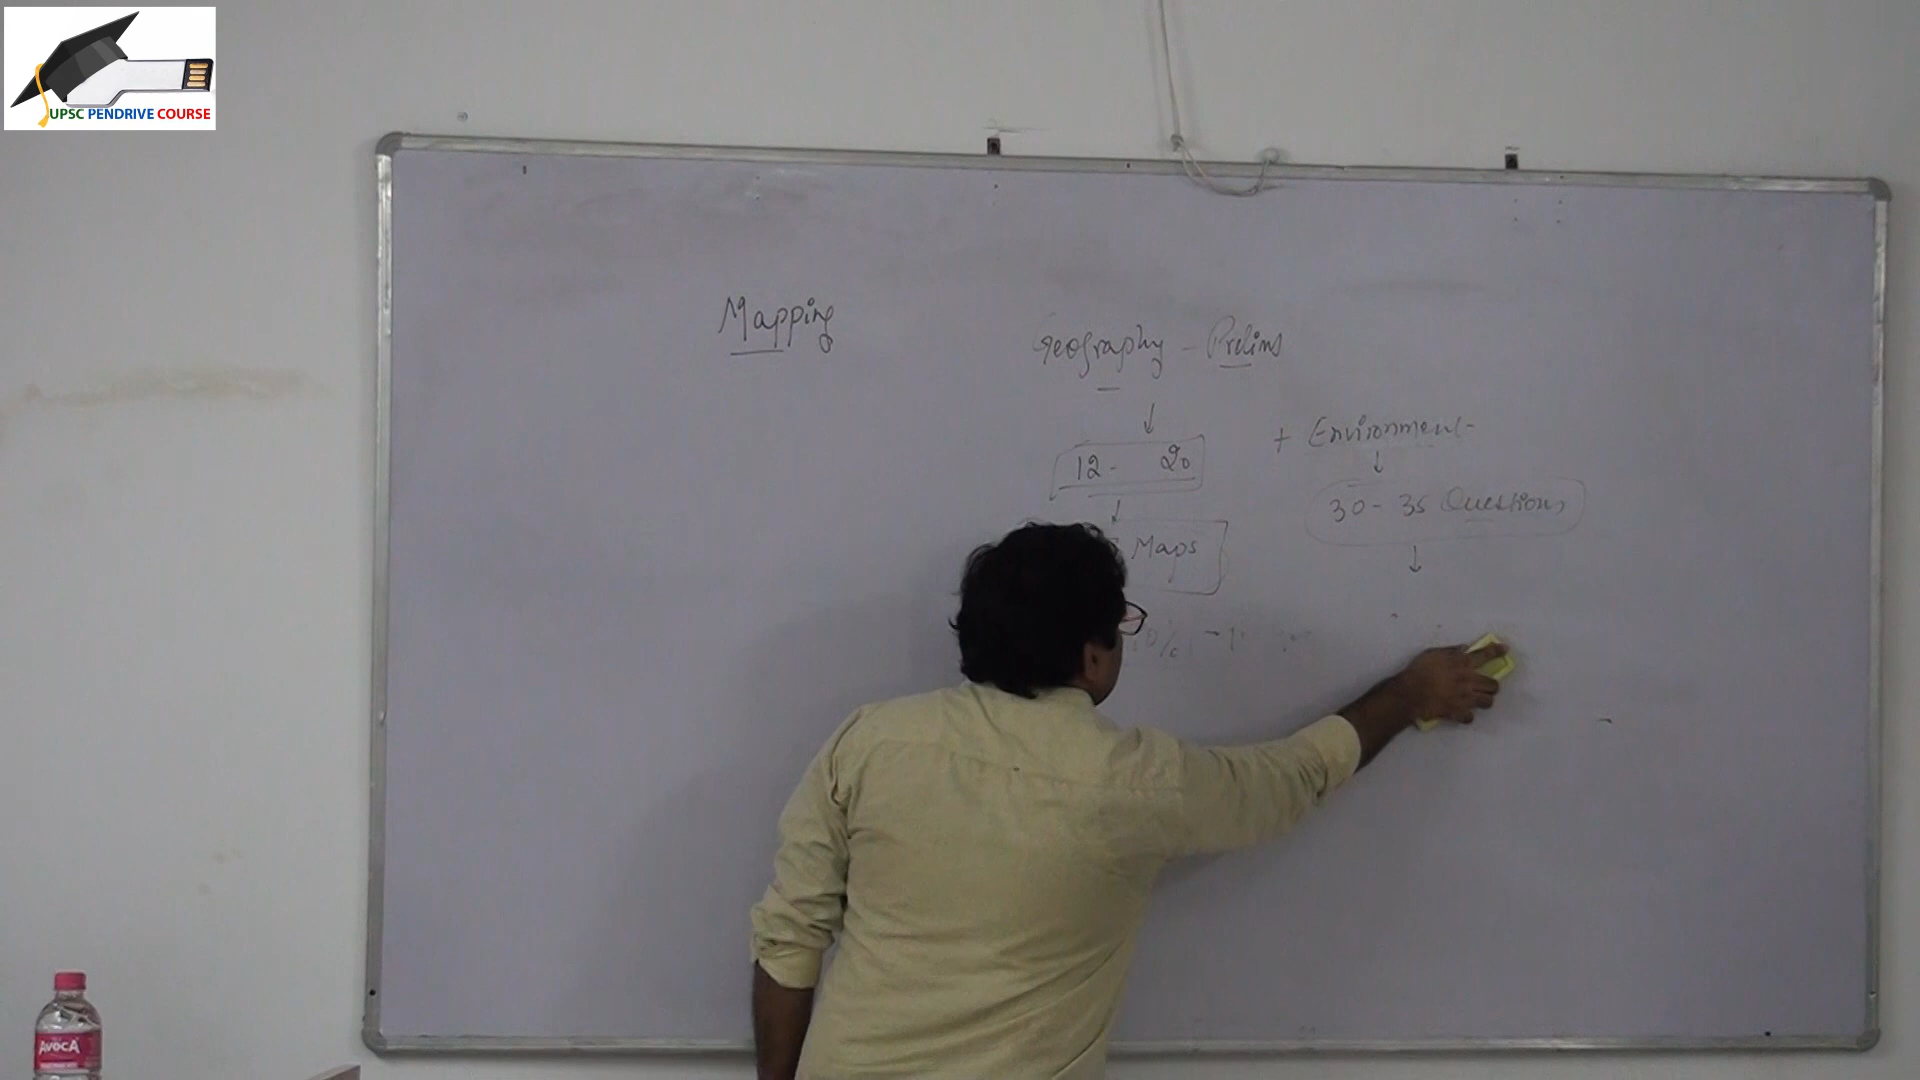 UPSC PENDRIVE COURSE
Mapping
Geography - Prelims
12 - 20
+ Environment
30 - 35 Questions
Maps
AVOCA